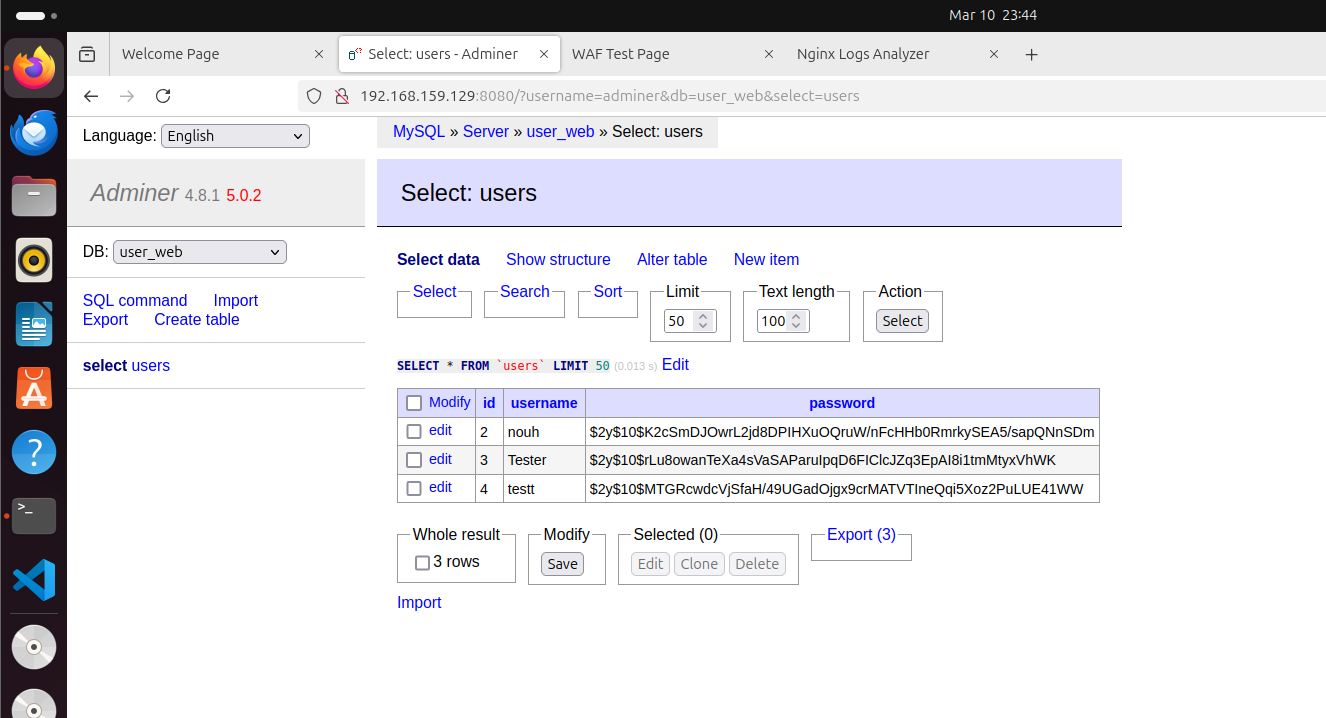 Mar 10 23:44
Welcome Page
Select: users - Adminer
WAF Test Page
Nginx Logs Analyzer
192.168.159.129:8080/?username=adminer&db=user_web&select=users
Language: English
MySQL » Server » user_web » Select: users
Adminer 4.8.1 5.0.2
Select: users
DB: user_web
Select data Show structure Alter table New item
SQL command Import
Export Create table
Select Search Sort Limit Text length Action
50 100 Select
select users
SELECT * FROM `users` LIMIT 50 (0.013 s) Edit
Modify id username password
edit 2 nouh $2y$10$K2cSmDJOwrL2jd8DPIHXuOQruW/nFcHHb0RmrkySEA5/sapQNnSDm
edit 3 Tester $2y$10$rLu8owanTeXa4sVaSAParuIpqD6FIClcJZq3EpAI8i1tmMtyxVhWK
edit 4 testt $2y$10$MTGRcwdcVjSfaH/49UGadOjgx9crMATVTIneQqi5Xoz2PuLUE41WW
Whole result Modify Selected (0) Export (3)
3 rows Save Edit Clone Delete
Import